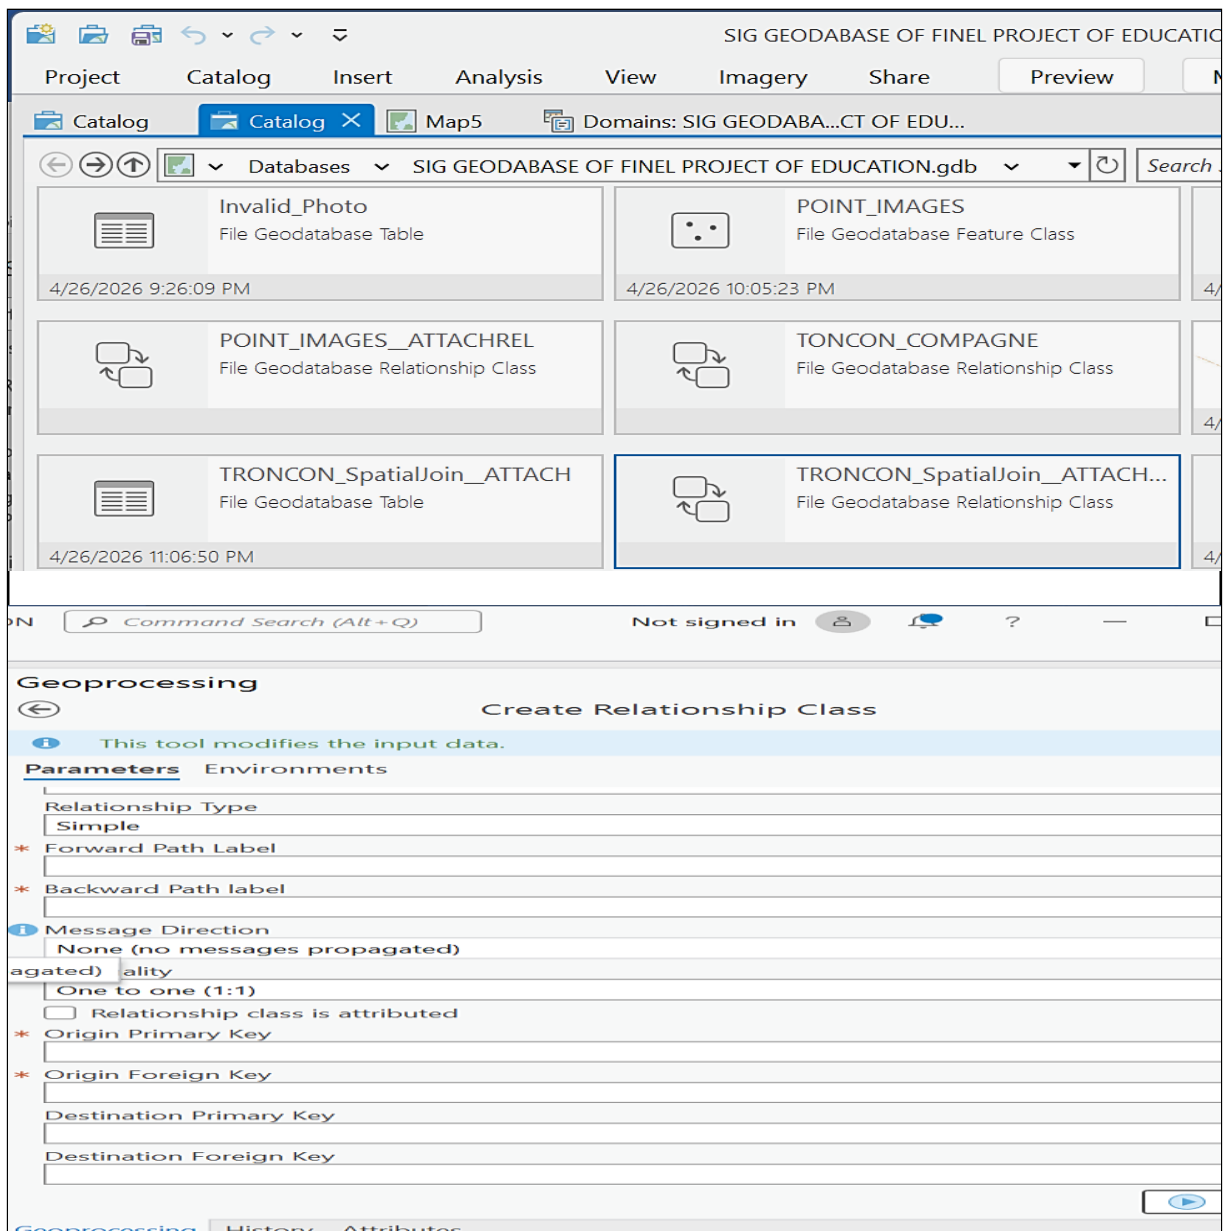 SIG GEODABASE OF FINEL PROJECT OF EDUCATIO
Project Catalog Insert Analysis View Imagery Share Preview
Catalog Catalog Map5 Domains: SIG GEODABA...CT OF EDU...
Databases SIG GEODABASE OF FINEL PROJECT OF EDUCATION.gdb Search
Invalid_Photo
File Geodatabase Table
4/26/2026 9:26:09 PM
POINT_IMAGES
File Geodatabase Feature Class
4/26/2026 10:05:23 PM
4/
POINT_IMAGES__ATTACHREL
File Geodatabase Relationship Class
TONCON_COMPAGNE
File Geodatabase Relationship Class
4/
TRONCON_SpatialJoin__ATTACH
File Geodatabase Table
4/26/2026 11:06:50 PM
TRONCON_SpatialJoin__ATTACH...
File Geodatabase Relationship Class
4/
ON Command Search (Alt+Q) Not signed in ?
Geoprocessing
Create Relationship Class
This tool modifies the input data.
Parameters Environments
Relationship Type
Simple
* Forward Path Label
* Backward Path label
Message Direction
None (no messages propagated)
agated) ality
One to one (1:1)
Relationship class is attributed
* Origin Primary Key
* Origin Foreign Key
Destination Primary Key
Destination Foreign Key
Geoprocessing History Attributes